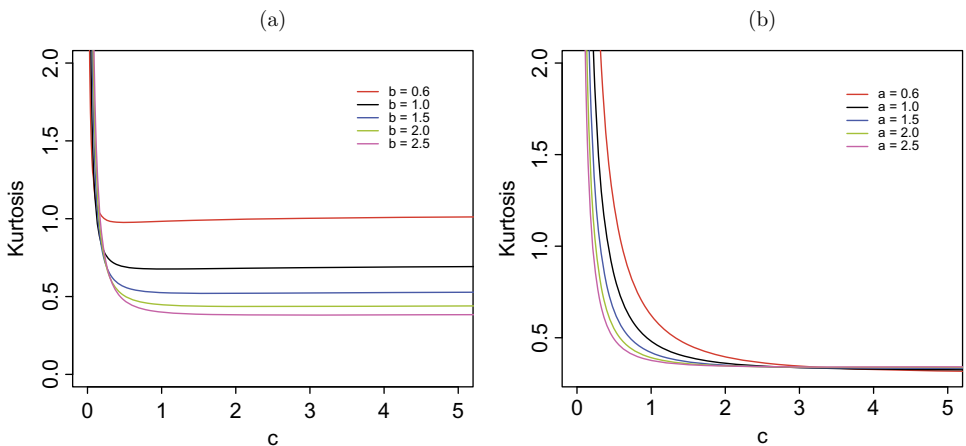 (a)
Kurtosis
2.0
1.5
1.0
0.5
0.0
b = 0.6
b = 1.0
b = 1.5
b = 2.0
b = 2.5
0 1 2 3 4 5
c
(b)
Kurtosis
2.0
1.5
1.0
0.5
a = 0.6
a = 1.0
a = 1.5
a = 2.0
a = 2.5
0 1 2 3 4 5
c